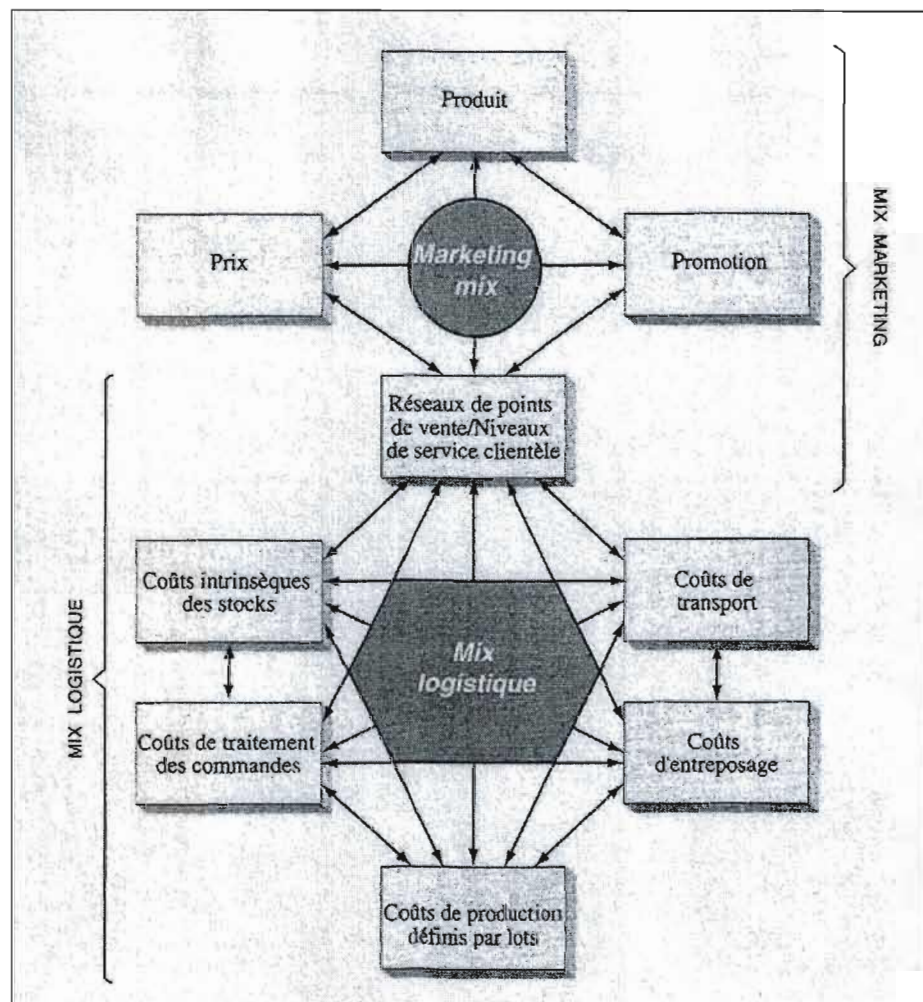 Produit
Prix
Marketing
mix
Promotion
MIX MARKETING
Réseaux de points
de vente/Niveaux
de service clientèle
Coûts intrinsèques
des stocks
Coûts de
transport
Mix
logistique
MIX LOGISTIQUE
Coûts de traitement
des commandes
Coûts
d'entreposage
Coûts de production
définis par lots